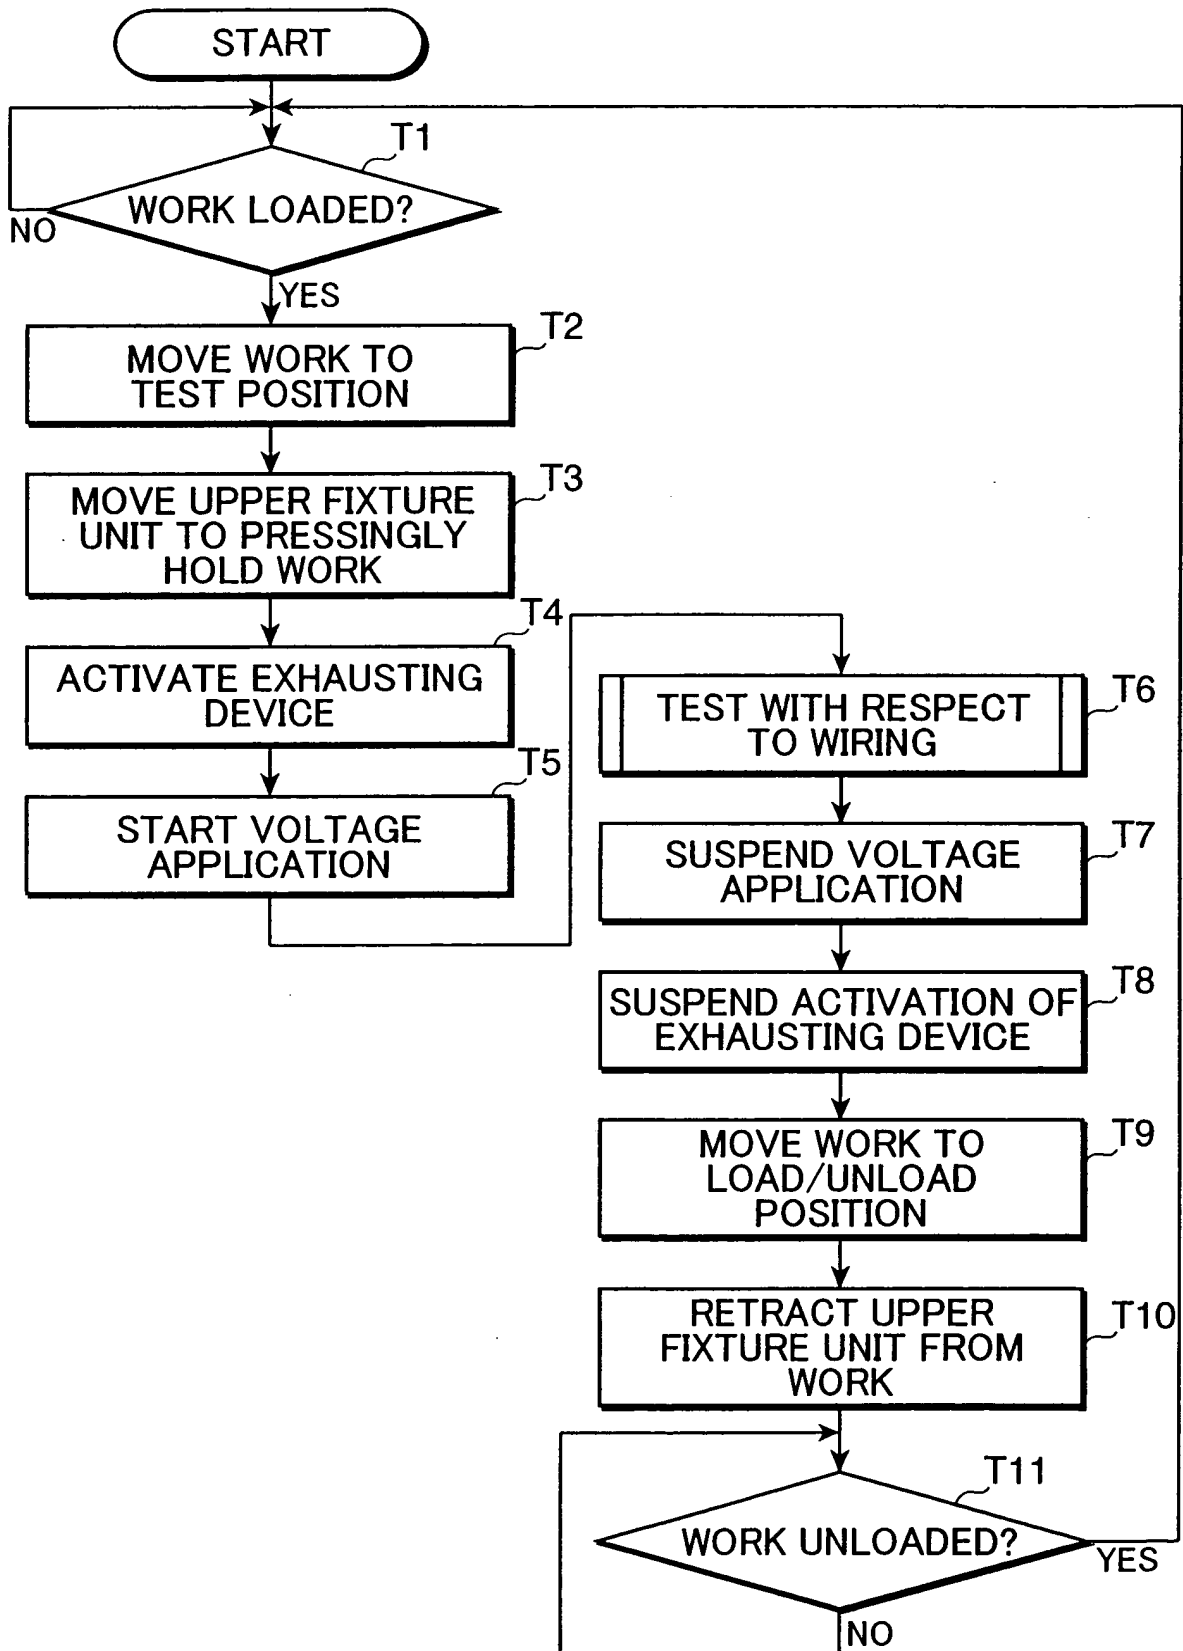 START
T1
WORK LOADED?
NO
YES
T2
MOVE WORK TO
TEST POSITION
T3
MOVE UPPER FIXTURE
UNIT TO PRESSINGLY
HOLD WORK
T4
ACTIVATE EXHAUSTING
DEVICE
T5
START VOLTAGE
APPLICATION
T6
TEST WITH RESPECT
TO WIRING
T7
SUSPEND VOLTAGE
APPLICATION
T8
SUSPEND ACTIVATION OF
EXHAUSTING DEVICE
T9
MOVE WORK TO
LOAD/UNLOAD
POSITION
T10
RETRACT UPPER
FIXTURE UNIT FROM
WORK
T11
WORK UNLOADED?
YES
NO